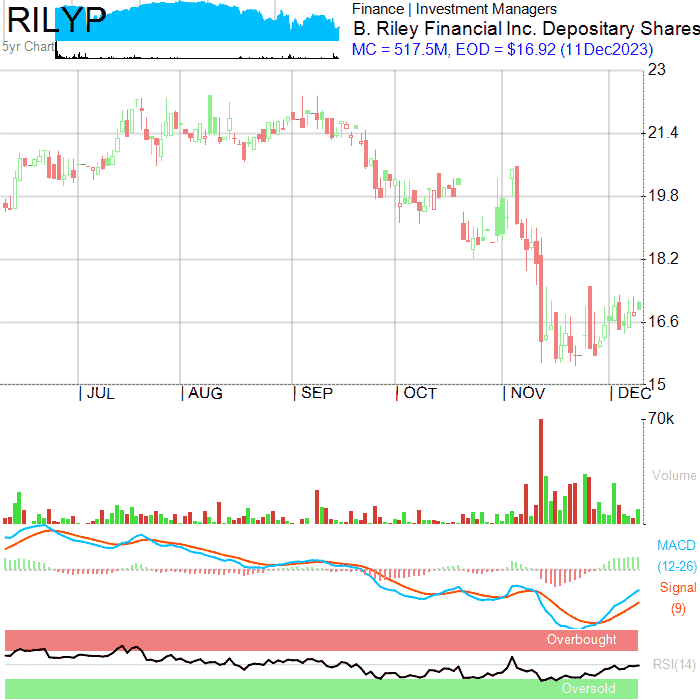 RILYP
Finance | Investment Managers
B. Riley Financial Inc. Depositary Shares
5yr Chart
MC = 517.5M, EOD = $16.92 (11Dec2023)
23
21.4
19.8
18.2
16.6
15
JUL
AUG
SEP
OCT
NOV
DEC
70k
Volume
MACD
(12-26)
Signal
(9)
Overbought
RSI(14)
Oversold